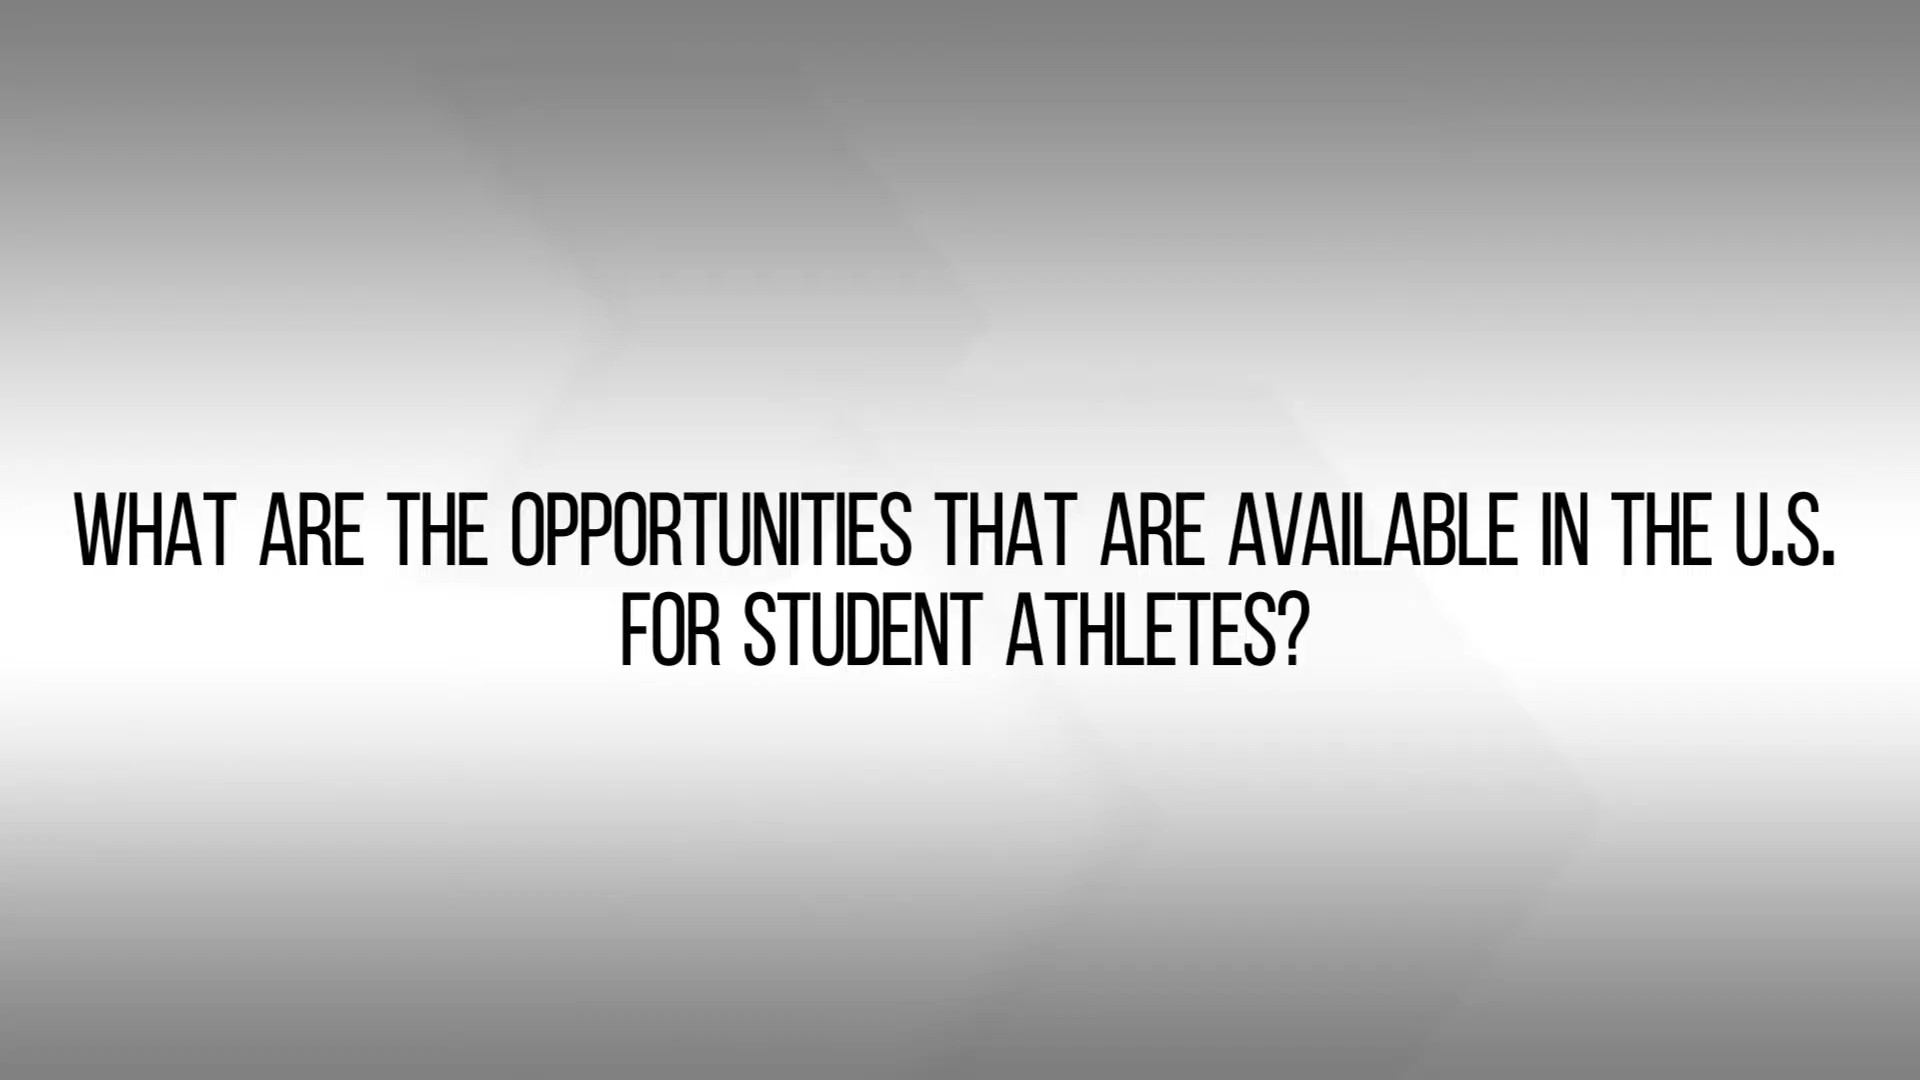 WHAT ARE THE OPPORTUNITIES THAT ARE AVAILABLE IN THE U.S.
FOR STUDENT ATHLETES?